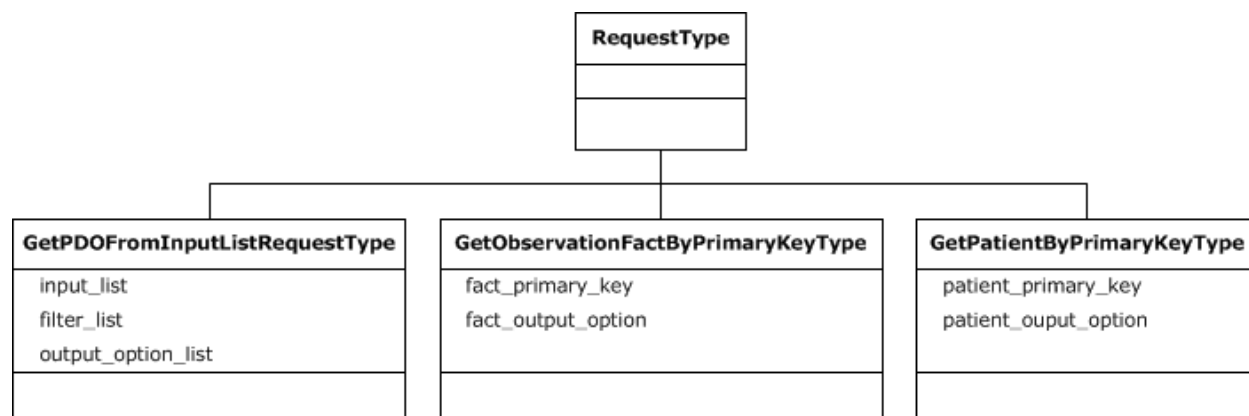 RequestType
GetPDOFromInputListRequestType
input_list
filter_list
output_option_list
GetObservationFactByPrimaryKeyType
fact_primary_key
fact_output_option
GetPatientByPrimaryKeyType
patient_primary_key
patient_ouput_option